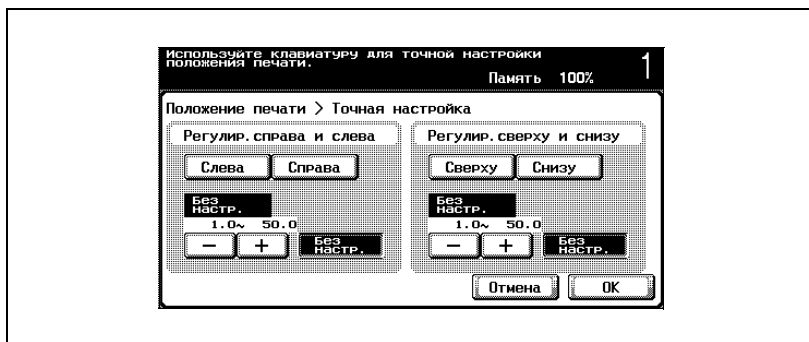 Используйте клавиатуру для точной настройки
положения печати.
Память 100% 1
Положение печати > Точная настройка
Регулир.справа и слева Регулир.сверху и снизу
Слева Справа Сверху Снизу
Без
настр.
Без
настр.
1.0~ 50.0 1.0~ 50.0
- + Без
настр.
- + Без
настр.
Отмена OK